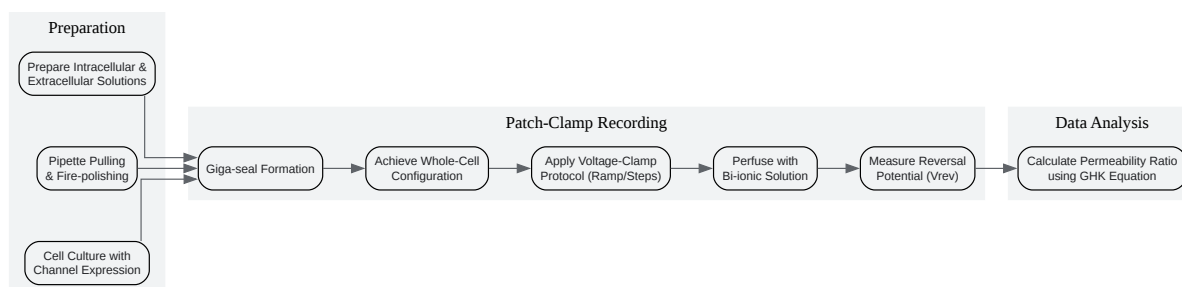 Preparation
Prepare Intracellular &
Extracellular Solutions
Pipette Pulling
& Fire-polishing
Cell Culture with
Channel Expression
Patch-Clamp Recording
Giga-seal Formation
Achieve Whole-Cell
Configuration
Apply Voltage-Clamp
Protocol (Ramp/Steps)
Perfuse with
Bi-ionic Solution
Measure Reversal
Potential (Vrev)
Data Analysis
Calculate Permeability Ratio
using GHK Equation